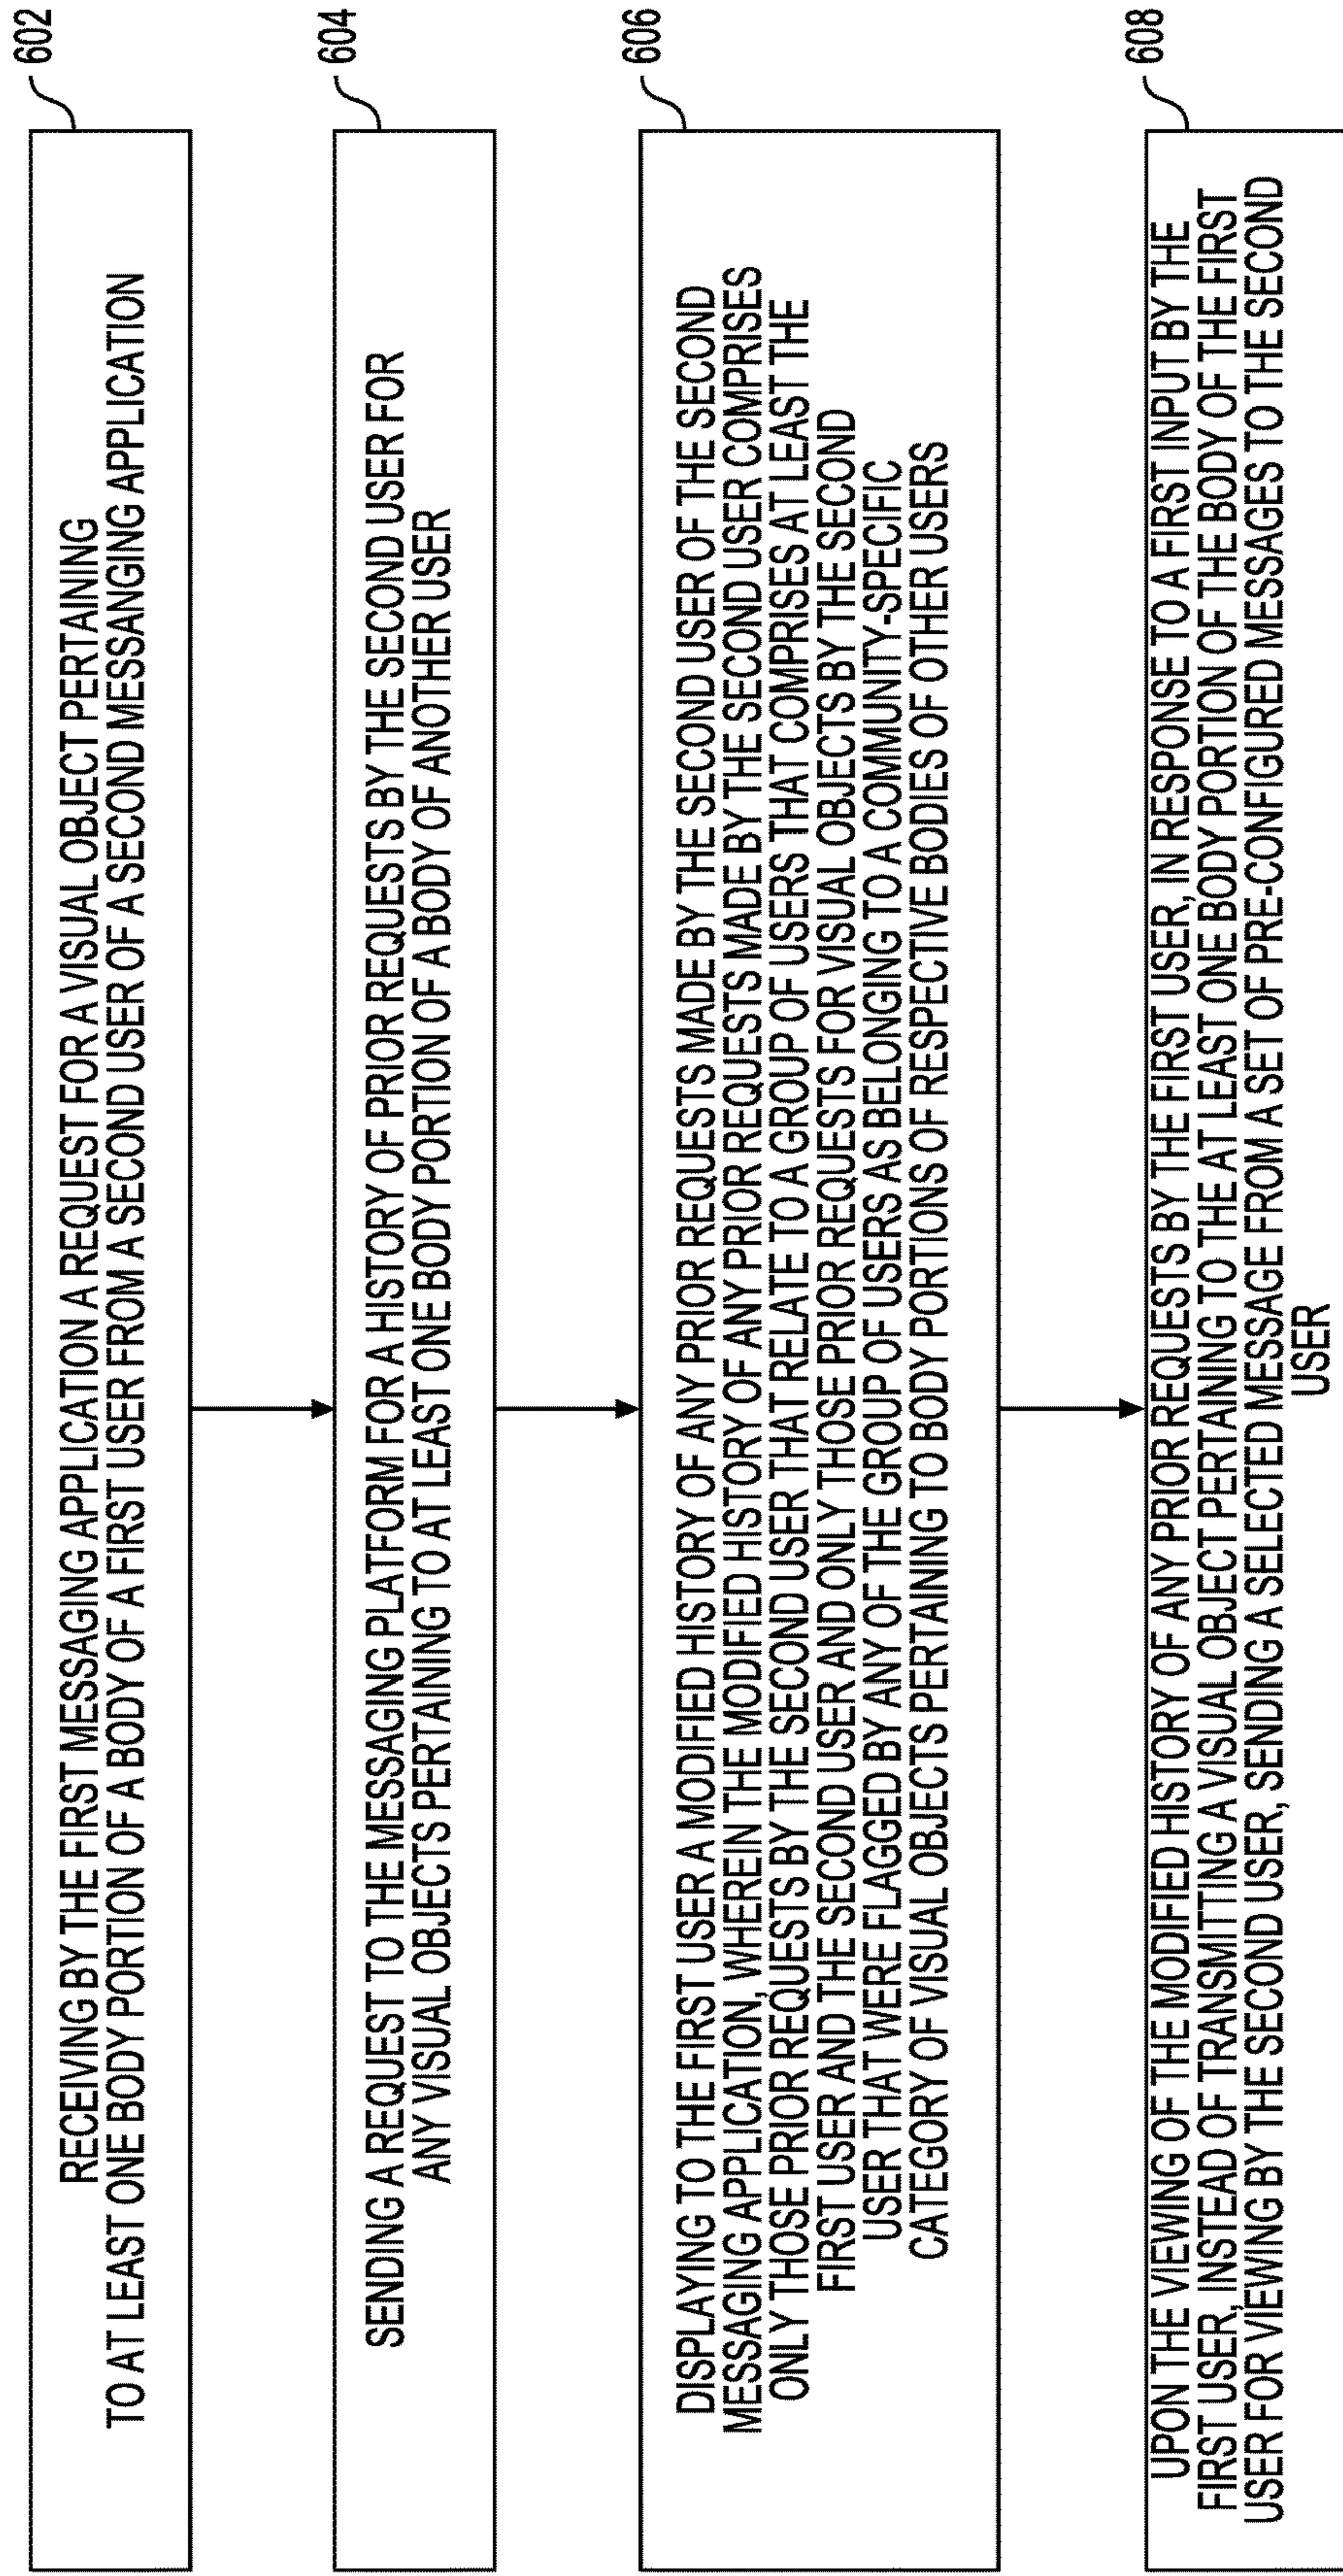 602
RECEIVING BY THE FIRST MESSAGING APPLICATION A REQUEST FOR A VISUAL OBJECT PERTAINING
TO AT LEAST ONE BODY PORTION OF A BODY OF A FIRST USER FROM A SECOND USER OF A SECOND MESSANGING APPLICATION
604
SENDING A REQUEST TO THE MESSAGING PLATFORM FOR A HISTORY OF PRIOR REQUESTS BY THE SECOND USER FOR
ANY VISUAL OBJECTS PERTAINING TO AT LEAST ONE BODY PORTION OF A BODY OF ANOTHER USER
606
DISPLAYING TO THE FIRST USER A MODIFIED HISTORY OF ANY PRIOR REQUESTS MADE BY THE SECOND USER OF THE SECOND
MESSAGING APPLICATION, WHEREIN THE MODIFIED HISTORY OF ANY PRIOR REQUESTS MADE BY THE SECOND USER COMPRISES
ONLY THOSE PRIOR REQUESTS BY THE SECOND USER THAT RELATE TO A GROUP OF USERS THAT COMPRISES AT LEAST THE
FIRST USER AND THE SECOND USER AND ONLY THOSE PRIOR REQUESTS FOR VISUAL OBJECTS BY THE SECOND
USER THAT WERE FLAGGED BY ANY OF THE GROUP OF USERS AS BELONGING TO A COMMUNITY-SPECIFIC
CATEGORY OF VISUAL OBJECTS PERTAINING TO BODY PORTIONS OF RESPECTIVE BODIES OF OTHER USERS
608
UPON THE VIEWING OF THE MODIFIED HISTORY OF ANY PRIOR REQUESTS BY THE FIRST USER, IN RESPONSE TO A FIRST INPUT BY THE
FIRST USER, INSTEAD OF TRANSMITTING A VISUAL OBJECT PERTAINING TO THE AT LEAST ONE BODY PORTION OF THE BODY OF THE FIRST
USER FOR VIEWING BY THE SECOND USER, SENDING A SELECTED MESSAGE FROM A SET OF PRE-CONFIGURED MESSAGES TO THE SECOND
USER